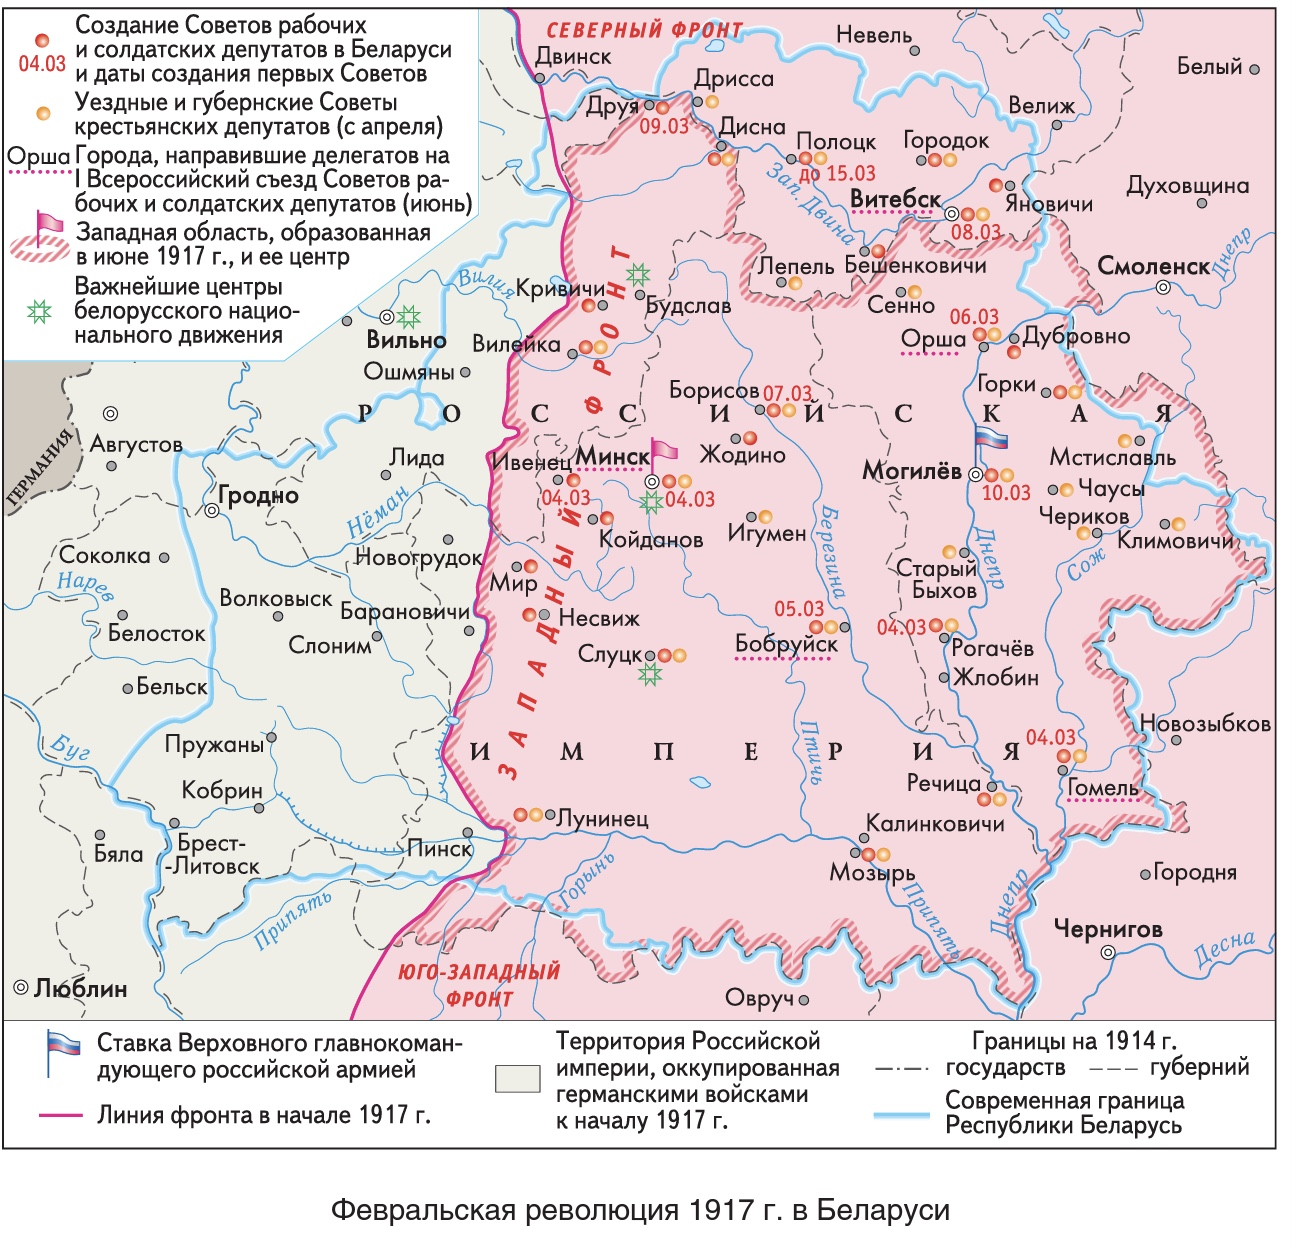 Создание Советов рабочих
и солдатских депутатов в Беларуси
04.03
и даты создания первых Советов
Уездные и губернские Советы
крестьянских депутатов (с апреля)
Орша
Города, направившие делегатов на
I Всероссийский съезд Советов ра-
бочих и солдатских депутатов (июнь)
Западная область, образованная
в июне 1917 г., и ее центр
Важнейшие центры
белорусского нацио-
нального движения
СЕВЕРНЫЙ ФРОНТ
Двинск
Невель
Белый
Дрисса
Друя
09.03
Велиж
Дисна
Полоцк
до 15.03
Городок
Зап. Двина
Витебск
08.03
Яновичи
Духовщина
Днепр
Смоленск
Бешенковичи
Лепель
Сенно
Вилия
Кривичи
Будслав
Вильно
Вилейка
Ошмяны
06.03
Орша
Дубровно
Горки
Борисов
07.03
РОССИЙСКАЯ
ГЕРМАНИЯ
Августов
Жодино
Минск
04.03
Ивенец
04.03
Могилёв
10.03
Мстиславль
Чаусы
Чериков
Климовичи
Лида
Гродно
Нёман
Койданов
Игумен
Березина
Днепр
Сож
Старый
Быхов
Соколка
Новогрудок
Мир
Нарев
Волковыск
Барановичи
Несвиж
05.03
Бобруйск
04.03
Рогачёв
Белосток
Слоним
Слуцк
Жлобин
Бельск
ЗАПАДНЫЙ ФРОНТ
Новозыбков
Буг
Пружаны
ИМПЕРИЯ
Птичь
04.03
Гомель
Речица
Кобрин
Лунинец
Калинковичи
Бяла
Брест-
-Литовск
Пинск
Мозырь
Городня
Горынь
Припять
Припять
Днепр
Чернигов
Десна
Люблин
ЮГО-ЗАПАДНЫЙ
ФРОНТ
Овруч
Ставка Верховного главнокоман-
дующего российской армией
Линия фронта в начале 1917 г.
Территория Российской
империи, оккупированная
германскими войсками
к началу 1917 г.
Границы на 1914 г.
государств
губерний
Современная граница
Республики Беларусь
Февральская революция 1917 г. в Беларуси